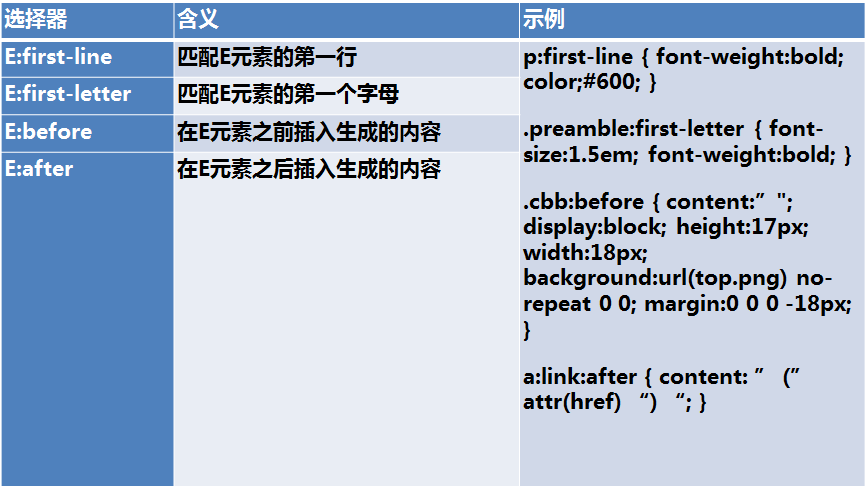 选择器 含义 示例
E:first-line 匹配E元素的第一行
E:first-letter 匹配E元素的第一个字母
E:before 在E元素之前插入生成的内容
E:after 在E元素之后插入生成的内容
p:first-line { font-weight:bold;
color;#600; }
.preamble:first-letter { font-
size:1.5em; font-weight:bold; }
.cbb:before { content:” ";
display:block; height:17px;
width:18px;
background:url(top.png) no-
repeat 0 0; margin:0 0 0 -18px;
}
a:link:after { content: ” (”
attr(href) “) “; }